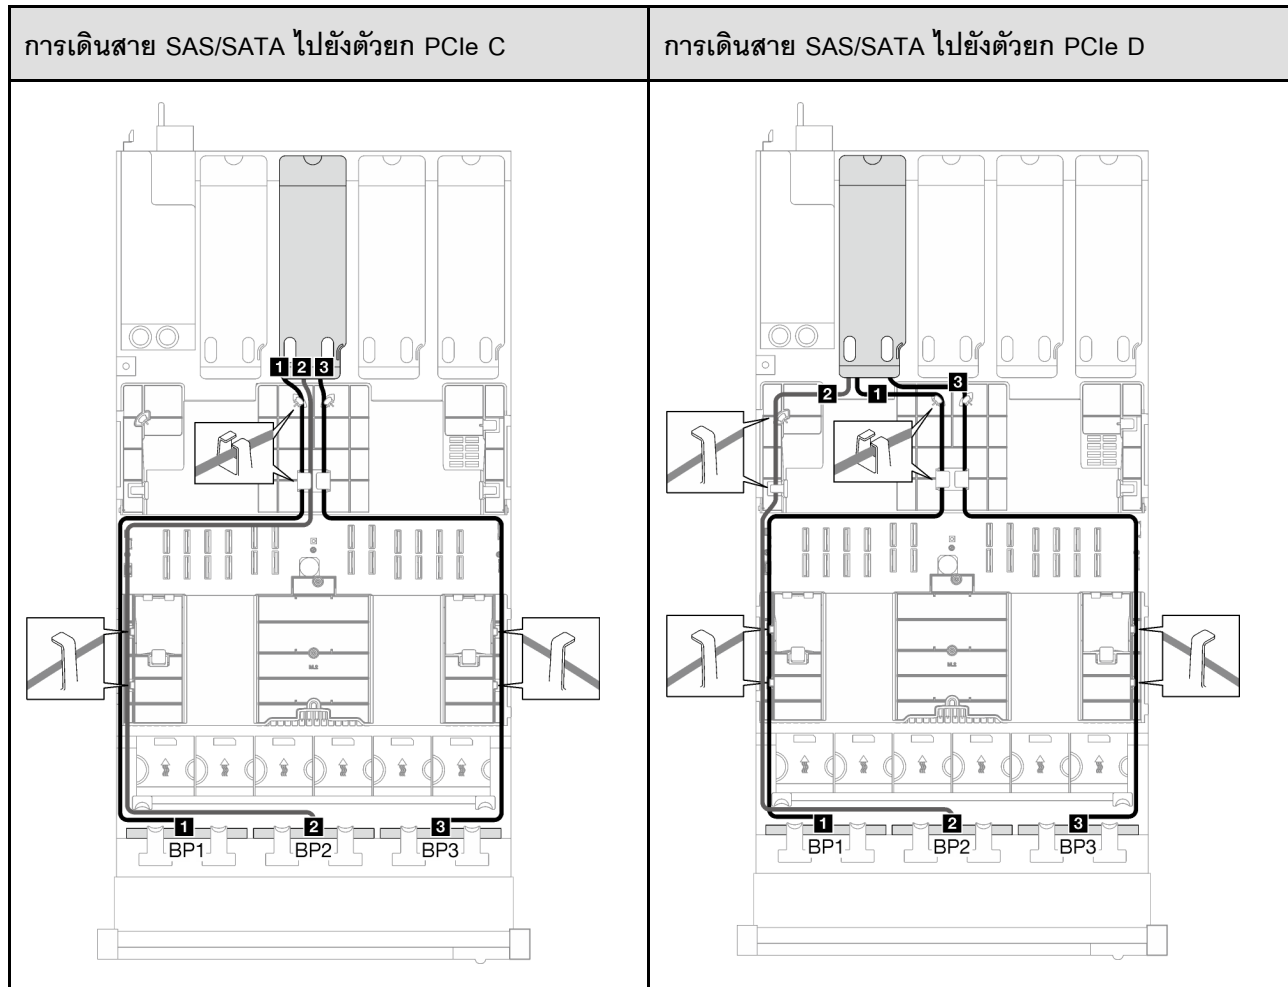 การเดินสาย SAS/SATA ไปยังตัวยก PCIe C
การเดินสาย SAS/SATA ไปยังตัวยก PCIe D
1 2 3
2 1 3
M.2
M.2
1 2 3
BP1 BP2 BP3
1 2 3
BP1 BP2 BP3